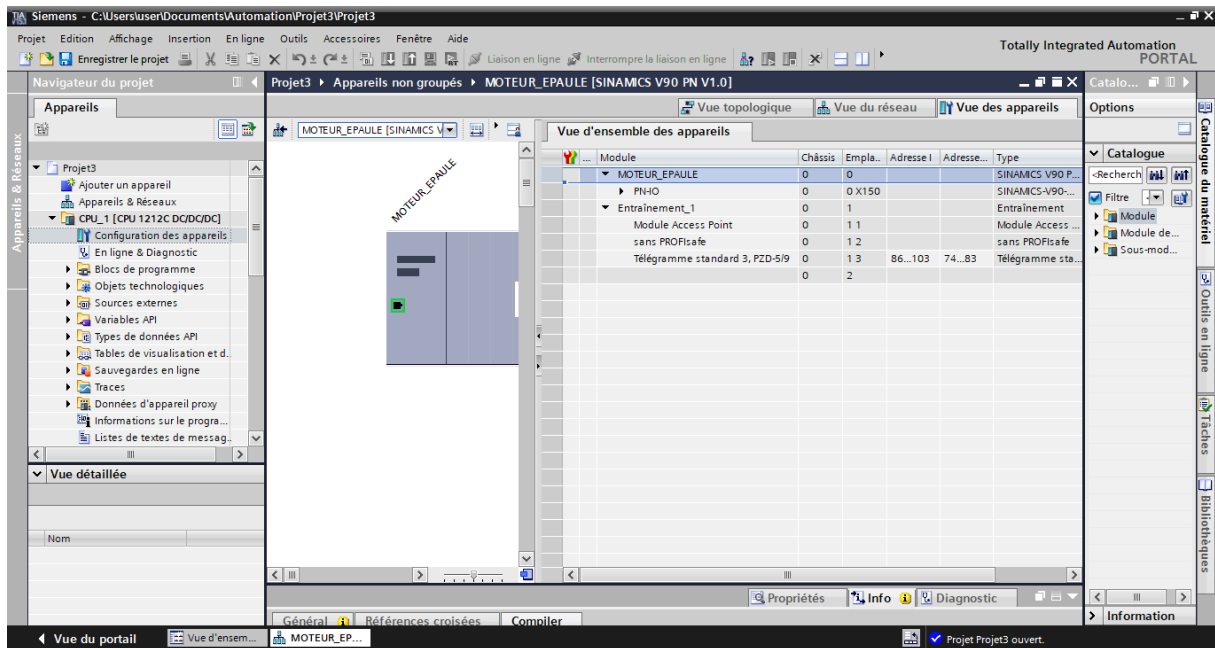 Siemens - C:\Users\user\Documents\Automation\Projet3\Projet3
Projet Edition Affichage Insertion En ligne Outils Accessoires Fenêtre Aide
Totally Integrated Automation
PORTAL
Enregistrer le projet
Liaison en ligne
Interrompre la liaison en ligne
Navigateur du projet
Projet3 Appareils non groupés MOTEUR_EPAULE [SINAMICS V90 PN V1.0]
Catalo...
Appareils
Vue topologique
Vue du réseau
Vue des appareils
Options
MOTEUR_EPAULE [SINAMICS V
Vue d'ensemble des appareils
Appareils & Réseaux
Projet3
Ajouter un appareil
Appareils & Réseaux
CPU_1 [CPU 1212C DC/DC/DC]
Configuration des appareils
En ligne & Diagnostic
Blocs de programme
Objets technologiques
Sources externes
Variables API
Types de données API
Tables de visualisation et d.
Sauvegardes en ligne
Traces
Données d'appareil proxy
Informations sur le progra...
Listes de textes de messag.
Vue détaillée
Nom
MOTEUR_EPAULE
... Module Châssis Empla.. Adresse I Adresse... Type
MOTEUR_EPAULE 0 0 SINAMICS V90 P...
PN-IO 0 0 X150 SINAMICS-V90-...
Entraînement_1 0 1 Entraînement
Module Access Point 0 1 1 Module Access ...
sans PROFIsafe 0 1 2 sans PROFIsafe
Télégramme standard 3, PZD-5/9 0 1 3 86...103 74...83 Télégramme sta...
0 2
Catalogue
<Recherch
Filtre
Module
Module de...
Sous-mod...
Catalogue du matériel
Outils en ligne
Tâches
Bibliothèques
Propriétés
Info
Diagnostic
Général
Références croisées
Compiler
Information
Vue du portail
Vue d'ensem...
MOTEUR_EP...
Projet Projet3 ouvert.